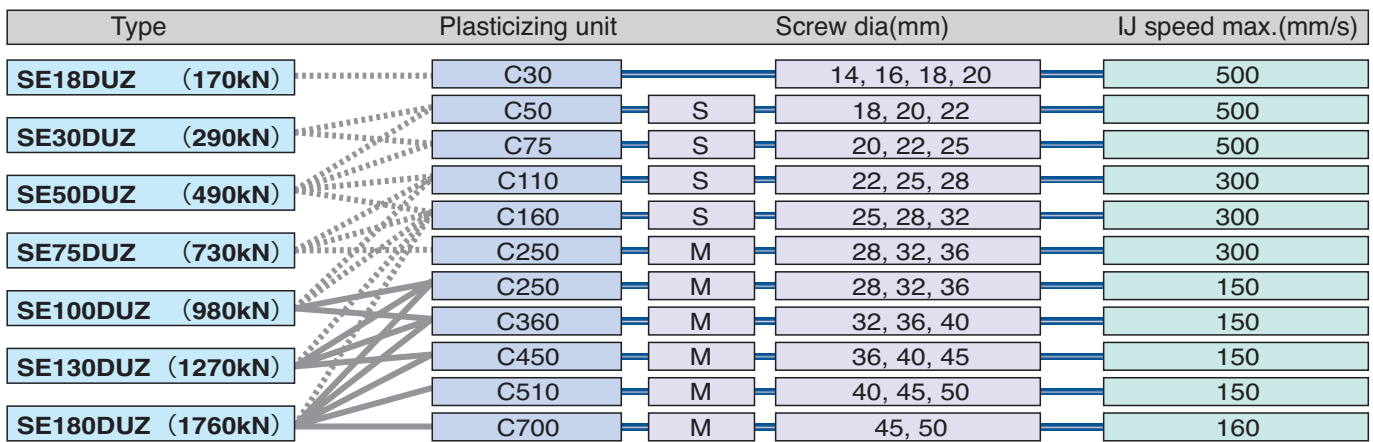 Type Plasticizing unit Screw dia(mm) IJ speed max.(mm/s)
SE18DUZ （170kN） C30 14, 16, 18, 20 500
C50 S 18, 20, 22 500
SE30DUZ （290kN） C75 S 20, 22, 25 500
C110 S 22, 25, 28 300
SE50DUZ （490kN） C160 S 25, 28, 32 300
SE75DUZ （730kN） C250 M 28, 32, 36 300
C250 M 28, 32, 36 150
SE100DUZ （980kN） C360 M 32, 36, 40 150
SE130DUZ （1270kN） C450 M 36, 40, 45 150
C510 M 40, 45, 50 150
SE180DUZ （1760kN） C700 M 45, 50 160